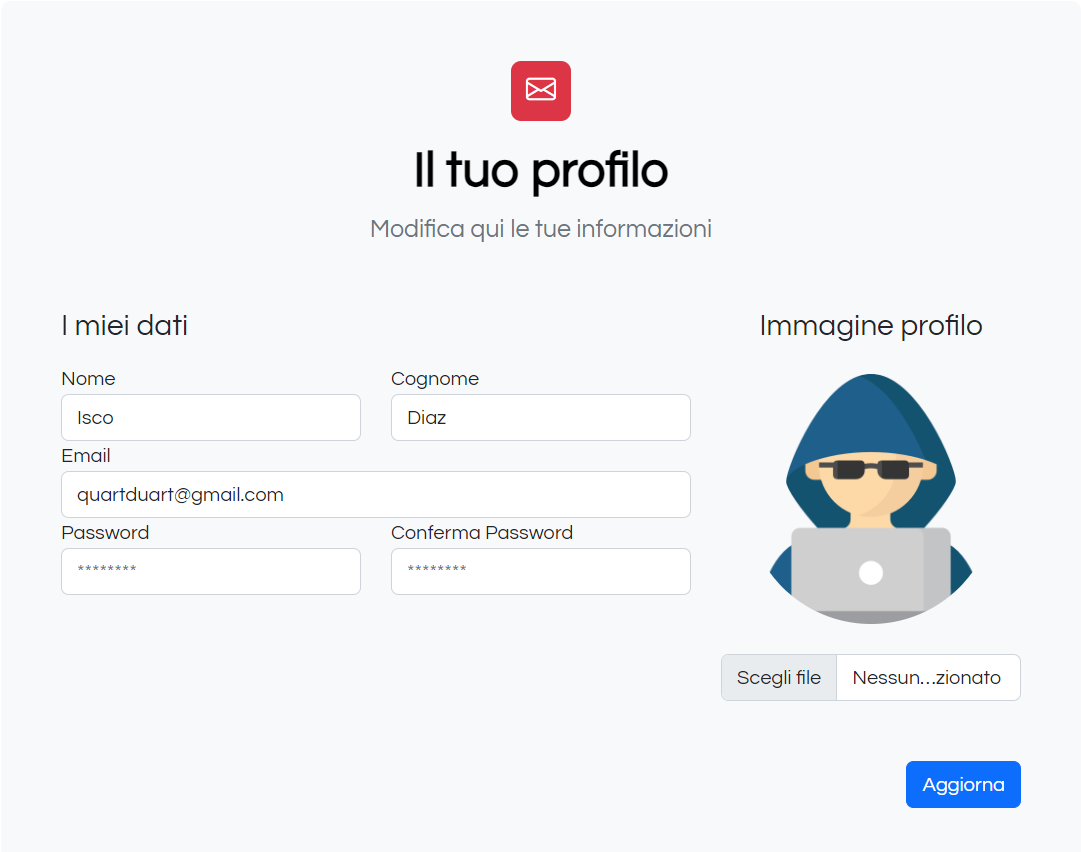 Il tuo profilo
Modifica qui le tue informazioni
I miei dati
Nome
Cognome
Isco
Diaz
Email
quartduart@gmail.com
Password
Conferma Password
********
********
Immagine profilo
Scegli file
Nessun...zionato
Aggiorna